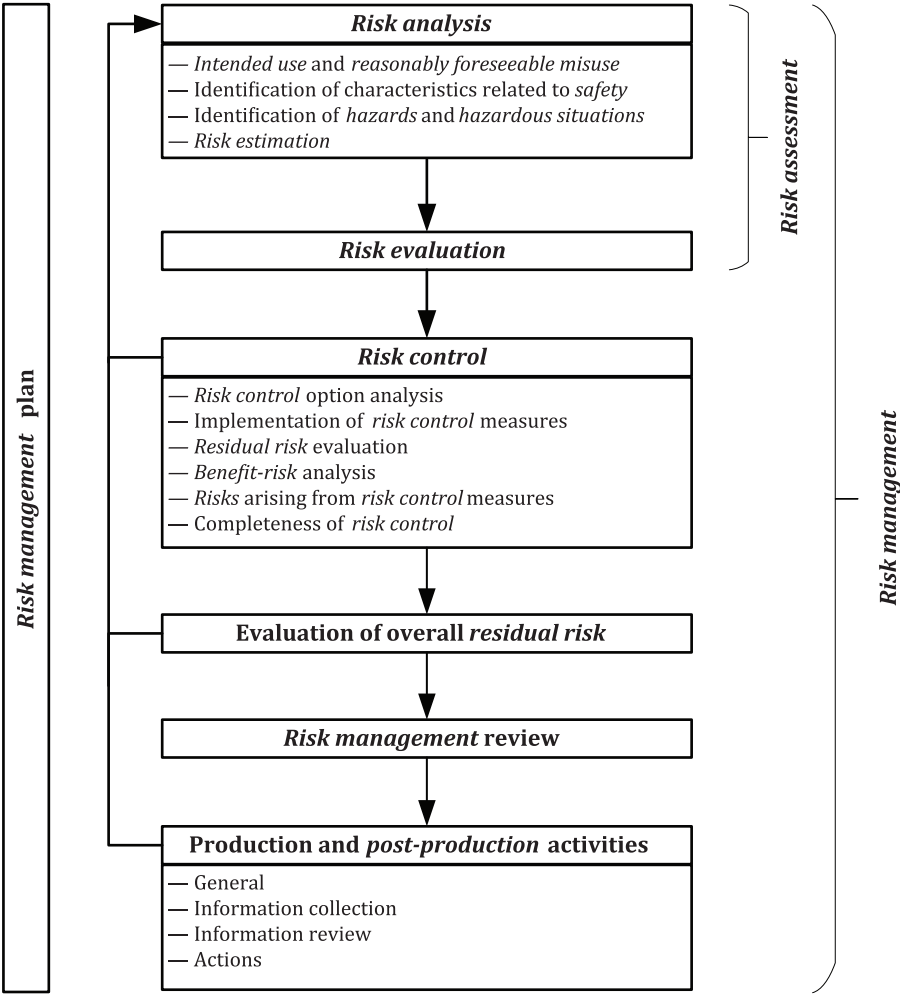 Risk management plan
Risk analysis
— Intended use and reasonably foreseeable misuse
— Identification of characteristics related to safety
— Identification of hazards and hazardous situations
— Risk estimation
Risk evaluation
Risk assessment
Risk control
— Risk control option analysis
— Implementation of risk control measures
— Residual risk evaluation
— Benefit-risk analysis
— Risks arising from risk control measures
— Completeness of risk control
Risk management
Evaluation of overall residual risk
Risk management review
Production and post-production activities
— General
— Information collection
— Information review
— Actions